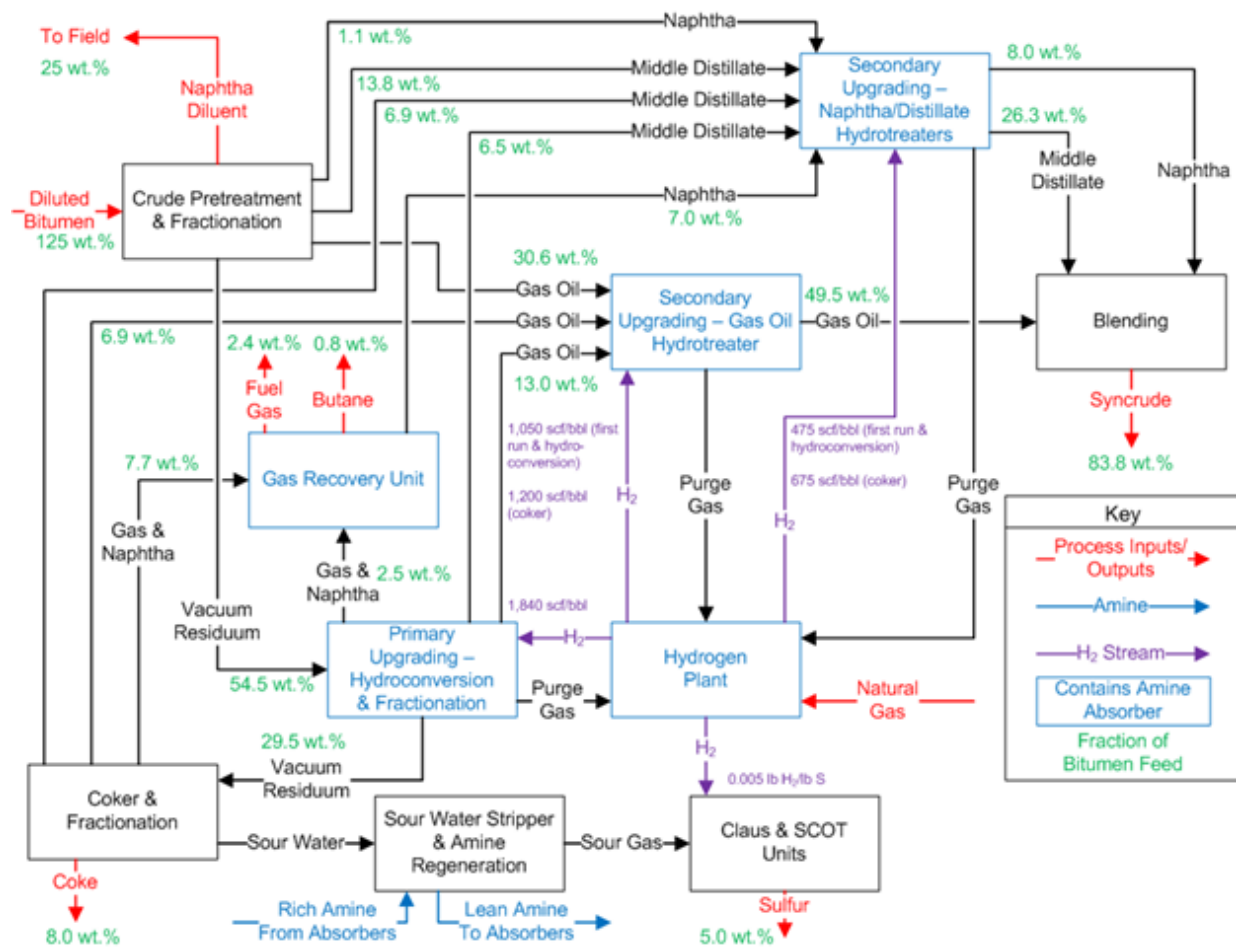 To Field
25 wt.%
Naphtha
Diluent
1.1 wt.%
Naphtha
13.8 wt.%
Middle Distillate
6.9 wt.%
Middle Distillate
6.5 wt.%
Middle Distillate
Naphtha
7.0 wt.%
Secondary
Upgrading –
Naphtha/Distillate
Hydrotreaters
8.0 wt.%
26.3 wt.%
Middle
Distillate
Naphtha
Diluted
Bitumen
125 wt.%
Crude Pretreatment
& Fractionation
30.6 wt.%
Gas Oil
Gas Oil
Gas Oil
13.0 wt.%
6.9 wt.%
Secondary
Upgrading – Gas Oil
Hydrotreater
49.5 wt.%
Gas Oil
Blending
Syncrude
83.8 wt.%
2.4 wt.%
0.8 wt.%
Fuel
Gas
Butane
Gas Recovery Unit
7.7 wt.%
Gas &
Naphtha
Gas &
Naphtha
2.5 wt.%
1,050 scf/bbl (first
run & hydro-
conversion)
1,200 scf/bbl
(coker)
H2
Purge
Gas
475 scf/bbl (first run &
hydroconversion)
675 scf/bbl (coker)
H2
Purge
Gas
Vacuum
Residuum
54.5 wt.%
Primary
Upgrading –
Hydroconversion
& Fractionation
1,840 scf/bbl
H2
Purge
Gas
Hydrogen
Plant
Natural
Gas
H2
0.005 lb H2/lb S
29.5 wt.%
Vacuum
Residuum
Coker &
Fractionation
Coke
8.0 wt.%
Sour Water
Sour Water Stripper
& Amine
Regeneration
Sour Gas
Claus & SCOT
Units
Sulfur
5.0 wt.%
Rich Amine
From Absorbers
Lean Amine
To Absorbers
Key
Process Inputs/
Outputs
Amine
H2 Stream
Contains Amine
Absorber
Fraction of
Bitumen Feed